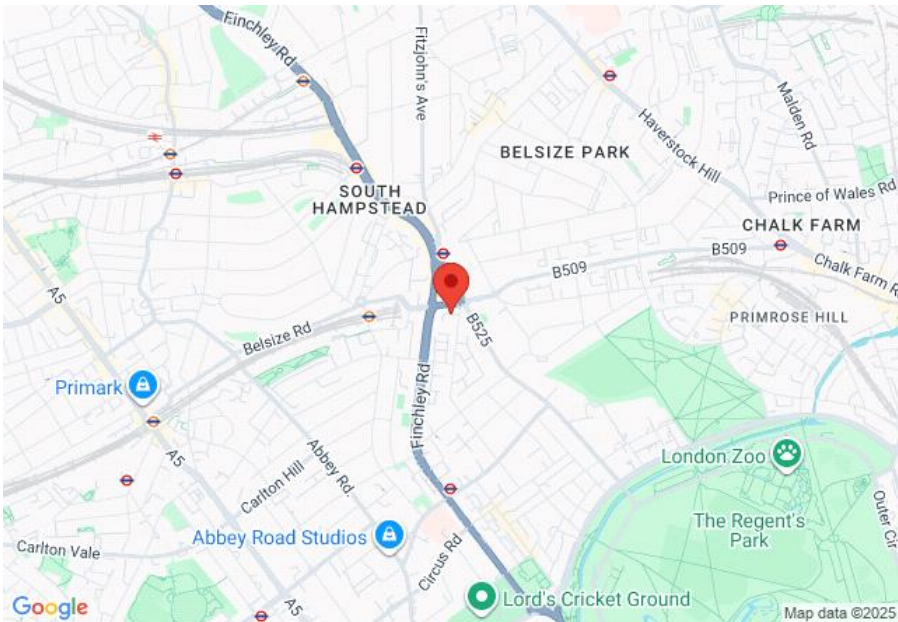 Finchley Rd
Fitzjohn's Ave
BELSIZE PARK
Haverstock Hill
Malden Rd
SOUTH
HAMPSTEAD
Prince of Wales Rd
CHALK FARM
B509
B509
Chalk Farm R
A5
B525
PRIMROSE HILL
Belsize Rd
Primark
Finchley Rd
A5
Abbey Rd.
Carlton Hill
London Zoo
Outer Cir
The Regent's
Park
Abbey Road Studios
Circus Rd
Carlton Vale
A5
Lord's Cricket Ground
Google
Map data ©2025